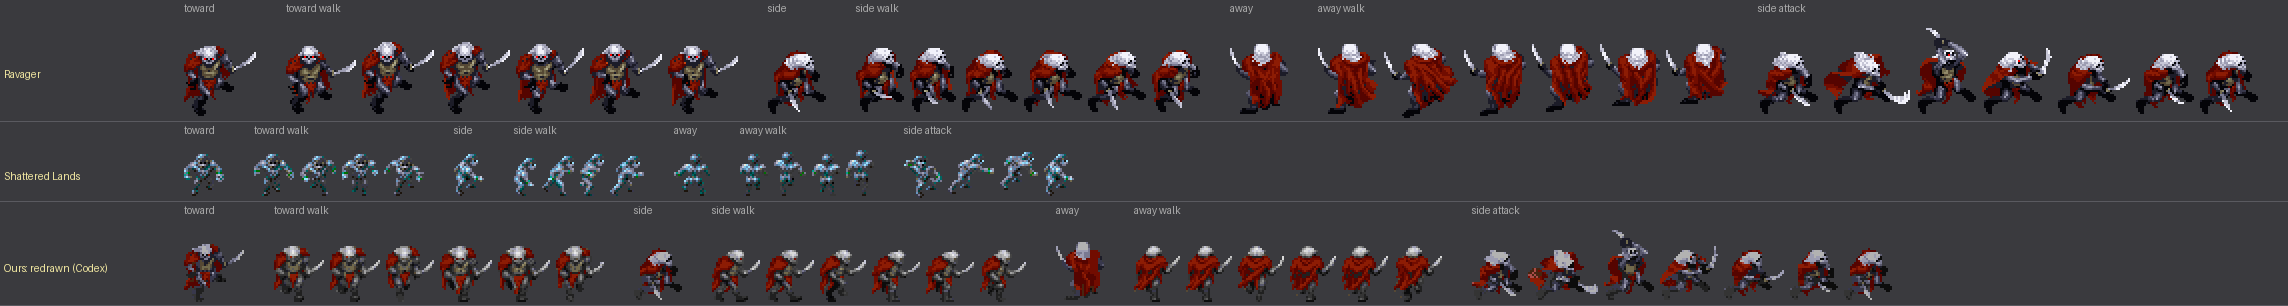 toward toward walk side side walk away away walk side attack
Ravager
toward toward walk side side walk away away walk side attack
Shattered Lands
toward toward walk side side walk away away walk side attack
Ours: redrawn (Codex)